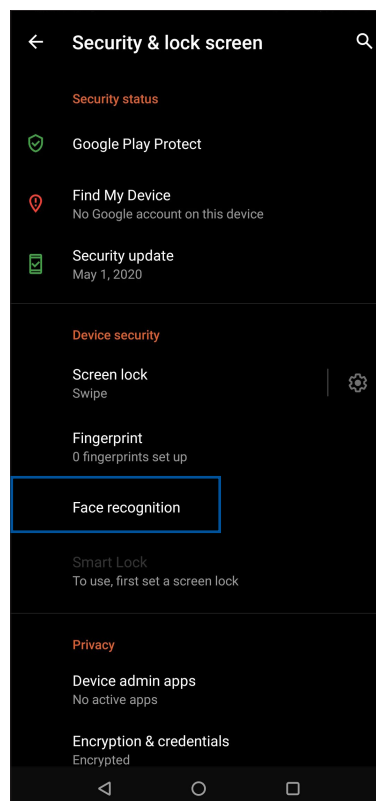 Security & lock screen
Security status
Google Play Protect
Find My Device
No Google account on this device
Security update
May 1, 2020
Device security
Screen lock
Swipe
Fingerprint
0 fingerprints set up
Face recognition
Smart Lock
To use, first set a screen lock
Privacy
Device admin apps
No active apps
Encryption & credentials
Encrypted